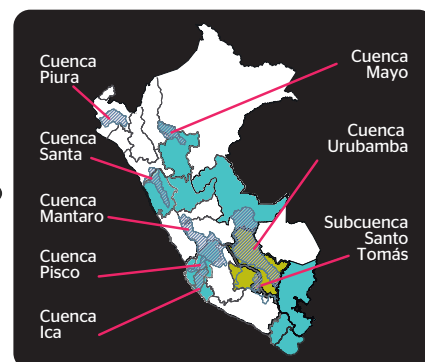 Cuenca
Piura
Cuenca
Santa
Cuenca
Mantaro
Cuenca
Pisco
Cuenca
Ica
Cuenca
Mayo
Cuenca
Urubamba
Subcuenca
Santo
Tomás